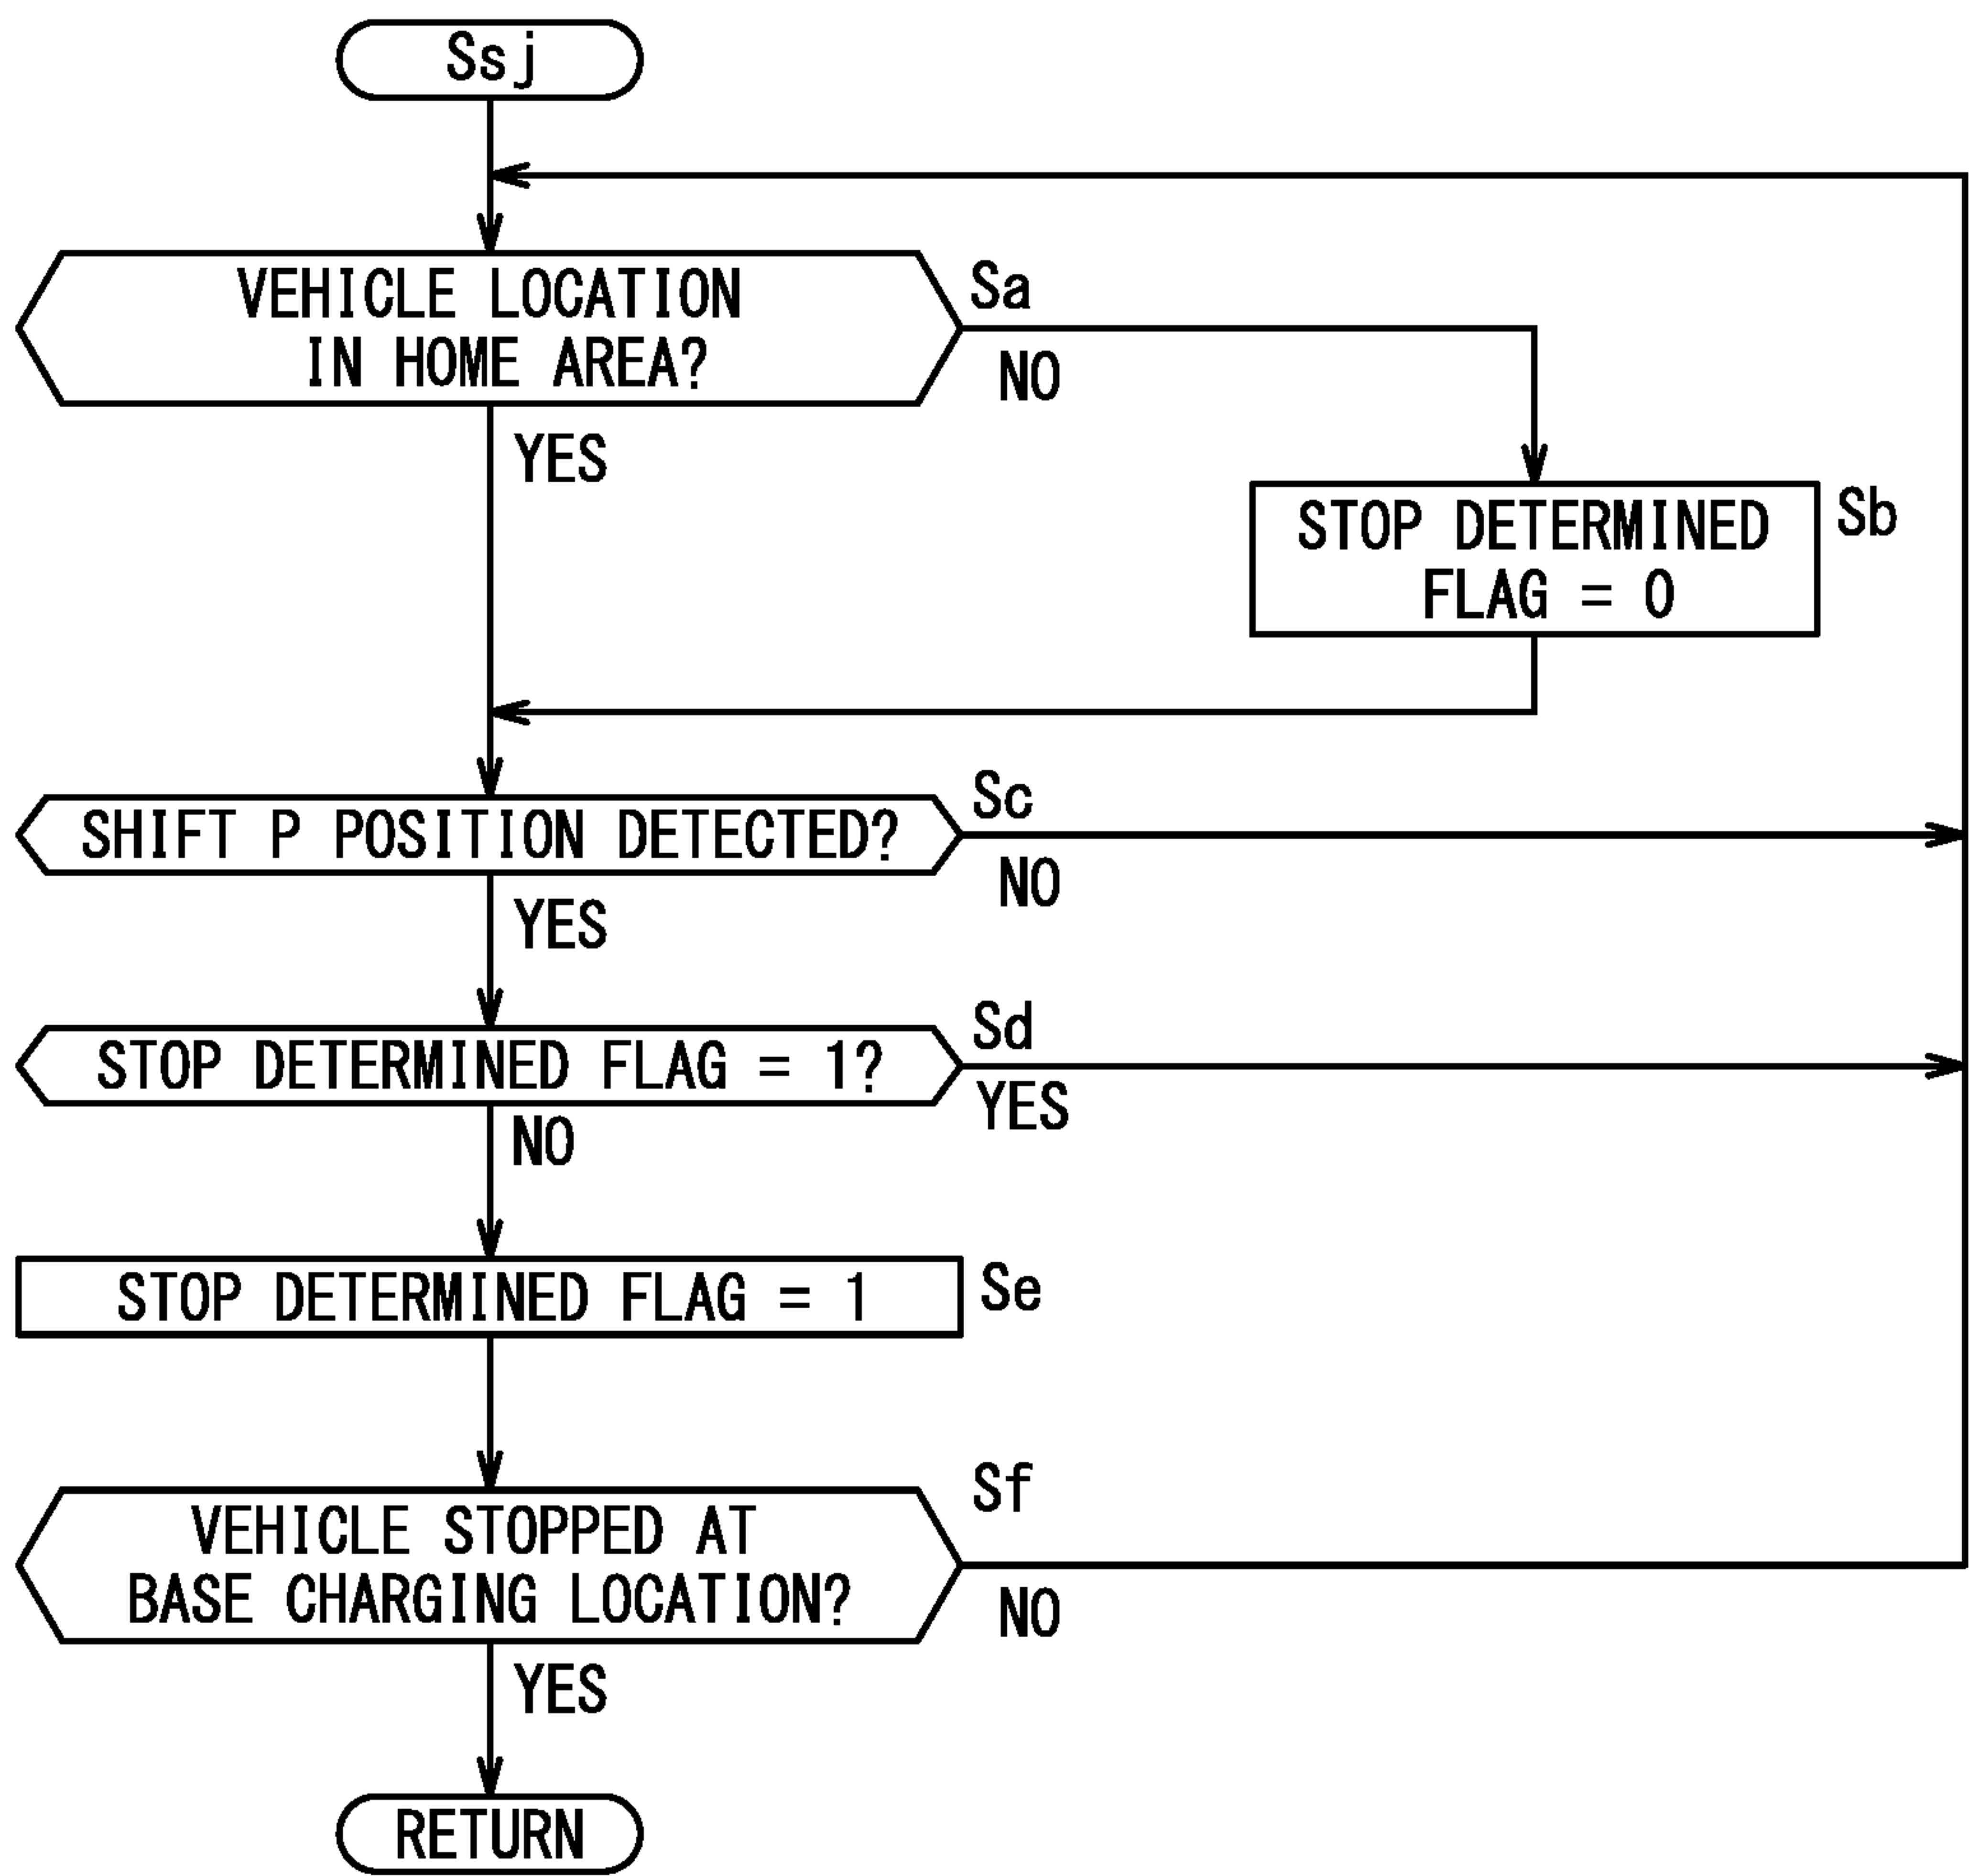 Ssj
VEHICLE LOCATION
IN HOME AREA?
Sa
NO
YES
STOP DETERMINED
FLAG = 0
Sb
SHIFT P POSITION DETECTED?
Sc
NO
YES
STOP DETERMINED FLAG = 1?
Sd
YES
NO
STOP DETERMINED FLAG = 1
Se
VEHICLE STOPPED AT
BASE CHARGING LOCATION?
Sf
NO
YES
RETURN